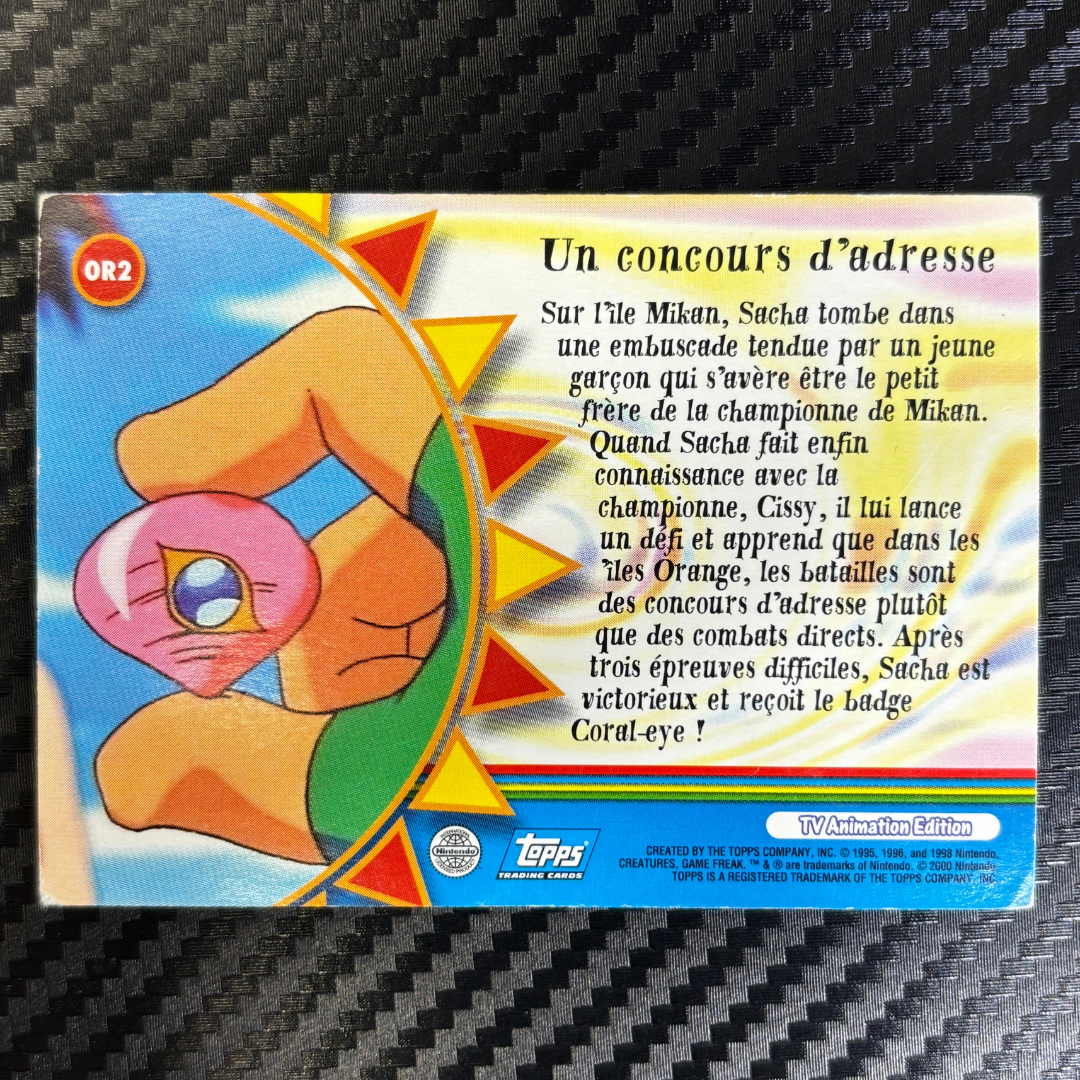 OR2
Un concours d'adresse
Sur l'île Mikan, Sacha tombe dans
une embuscade tendue par un jeune
garçon qui s'avère être le petit
frère de la championne de Mikan.
Quand Sacha fait enfin
connaissance avec la
championne, Cissy, il lui lance
un défi et apprend que dans les
îles Orange, les batailles sont
des concours d'adresse plutôt
que des combats directs. Après
trois épreuves difficiles, Sacha est
victorieux et reçoit le badge
Coral-eye !
TV Animation Edition
Nintendo
topps®
TRADING CARDS
CREATED BY THE TOPPS COMPANY, INC. © 1995, 1996, and 1998 Nintendo,
CREATURES, GAME FREAK. ™ & ® are trademarks of Nintendo. © 2000 Nintendo.
TOPPS IS A REGISTERED TRADEMARK OF THE TOPPS COMPANY, INC.